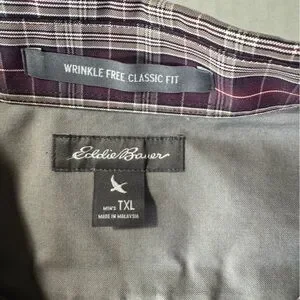 WRINKLE FREE CLASSIC FIT
Eddie Bauer
MEN'S TXL
MADE IN MALAYSIA